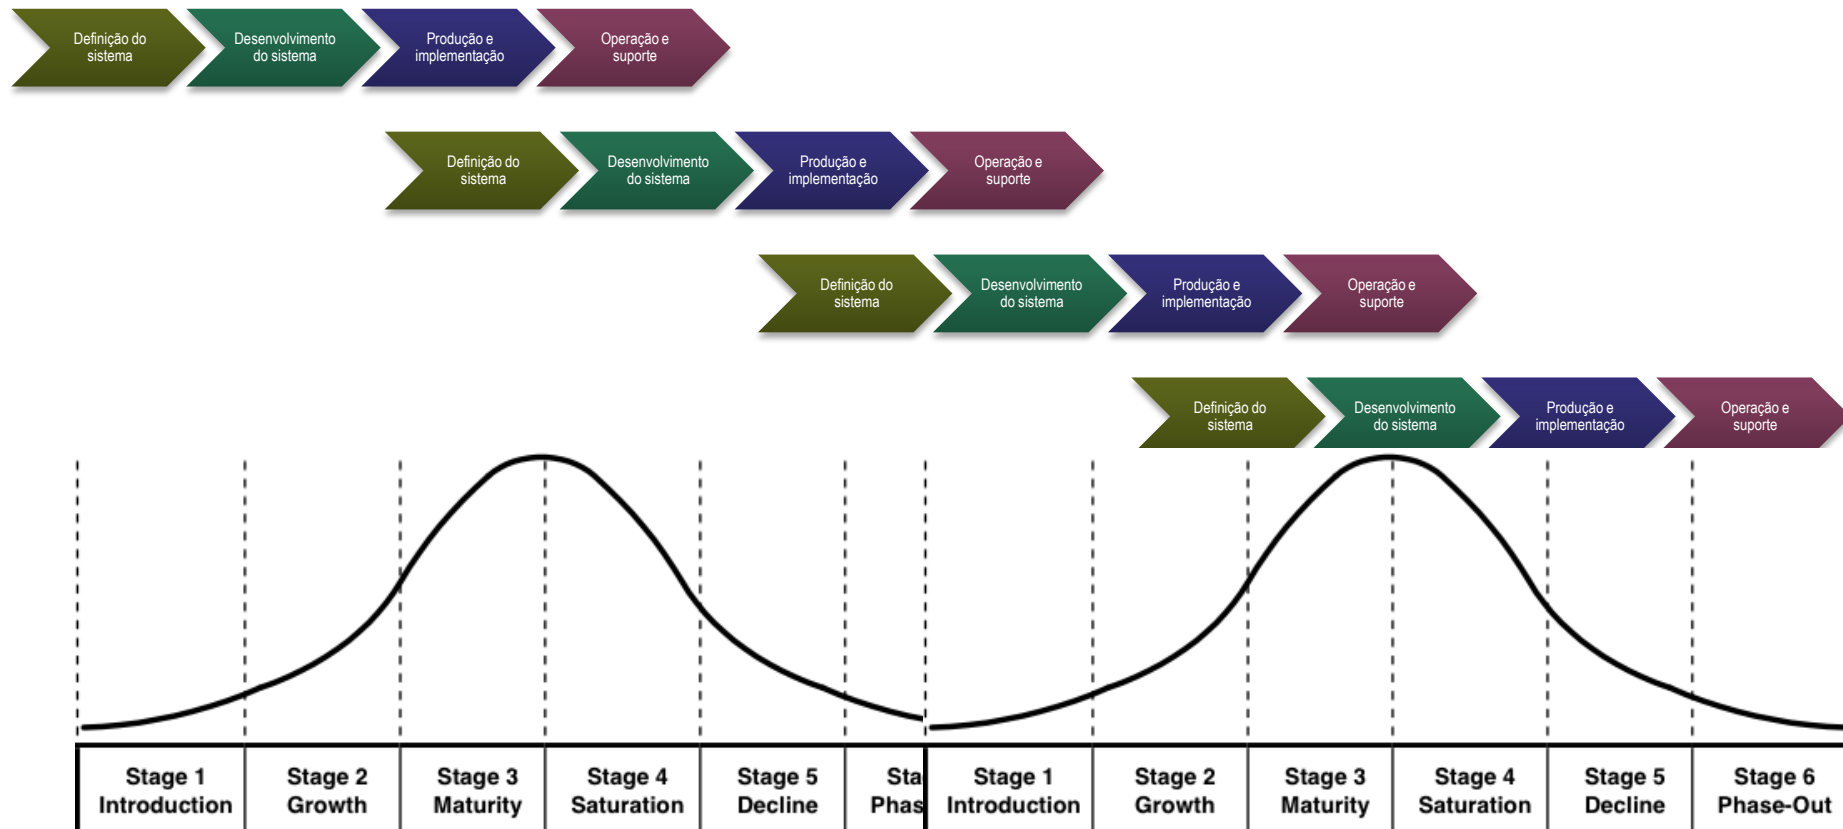 Definição do
sistema
Desenvolvimento
do sistema
Produção e
implementação
Operação e
suporte
Definição do
sistema
Desenvolvimento
do sistema
Produção e
implementação
Operação e
suporte
Definição do
sistema
Desenvolvimento
do sistema
Produção e
implementação
Operação e
suporte
Definição do
sistema
Desenvolvimento
do sistema
Produção e
implementação
Operação e
suporte
Stage 1
Introduction
Stage 2
Growth
Stage 3
Maturity
Stage 4
Saturation
Stage 5
Decline
Sta
Phas
Stage 1
Introduction
Stage 2
Growth
Stage 3
Maturity
Stage 4
Saturation
Stage 5
Decline
Stage 6
Phase-Out